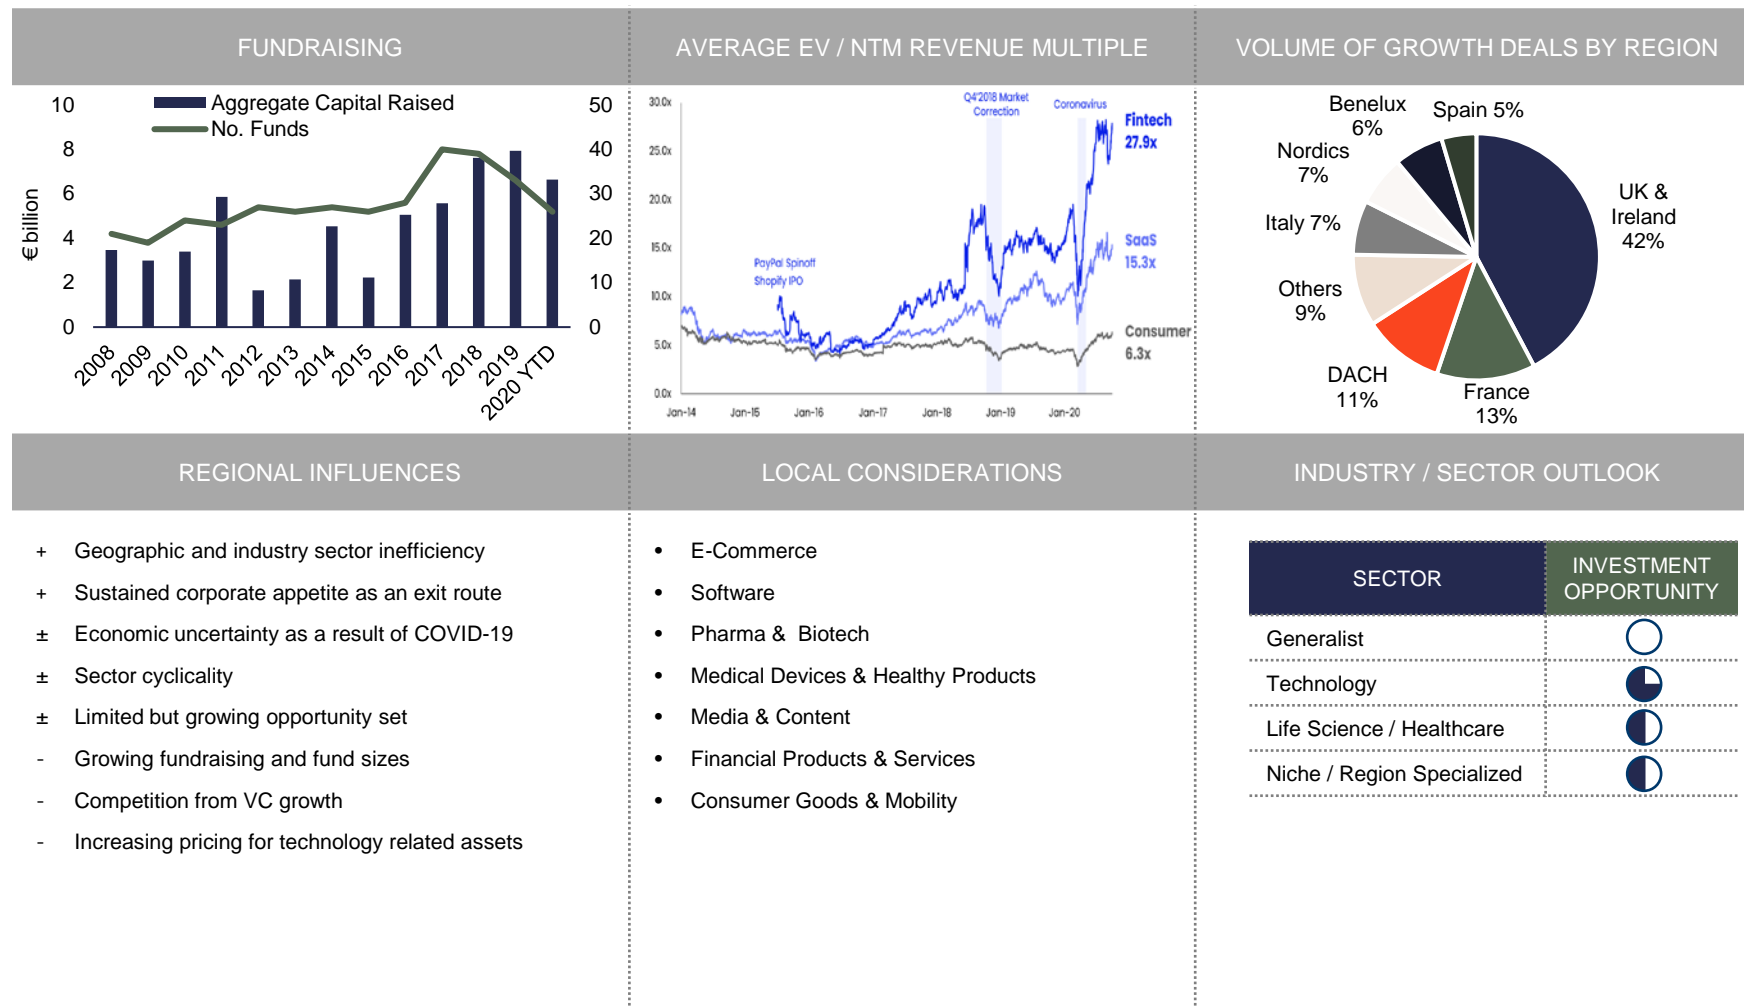 FUNDRAISING
AVERAGE EV / NTM REVENUE MULTIPLE
VOLUME OF GROWTH DEALS BY REGION
Aggregate Capital Raised
No. Funds
€ billion
10
8
6
4
2
0
50
40
30
20
10
0
2008
2009
2010
2011
2012
2013
2014
2015
2016
2017
2018
2019
2020 YTD
30.0x
25.0x
20.0x
15.0x
10.0x
5.0x
0.0x
Q4'2018 Market
Correction
Coronavirus
PayPal Spinoff
Shopify IPO
Fintech
27.9x
SaaS
15.3x
Consumer
6.3x
Jan-14
Jan-15
Jan-16
Jan-17
Jan-18
Jan-19
Jan-20
Benelux
6%
Spain 5%
Nordics
7%
Italy 7%
Others
9%
DACH
11%
France
13%
UK &
Ireland
42%
REGIONAL INFLUENCES
+ Geographic and industry sector inefficiency
+ Sustained corporate appetite as an exit route
± Economic uncertainty as a result of COVID-19
± Sector cyclicality
± Limited but growing opportunity set
- Growing fundraising and fund sizes
- Competition from VC growth
- Increasing pricing for technology related assets
LOCAL CONSIDERATIONS
• E-Commerce
• Software
• Pharma & Biotech
• Medical Devices & Healthy Products
• Media & Content
• Financial Products & Services
• Consumer Goods & Mobility
INDUSTRY / SECTOR OUTLOOK
SECTOR
INVESTMENT
OPPORTUNITY
Generalist
Technology
Life Science / Healthcare
Niche / Region Specialized